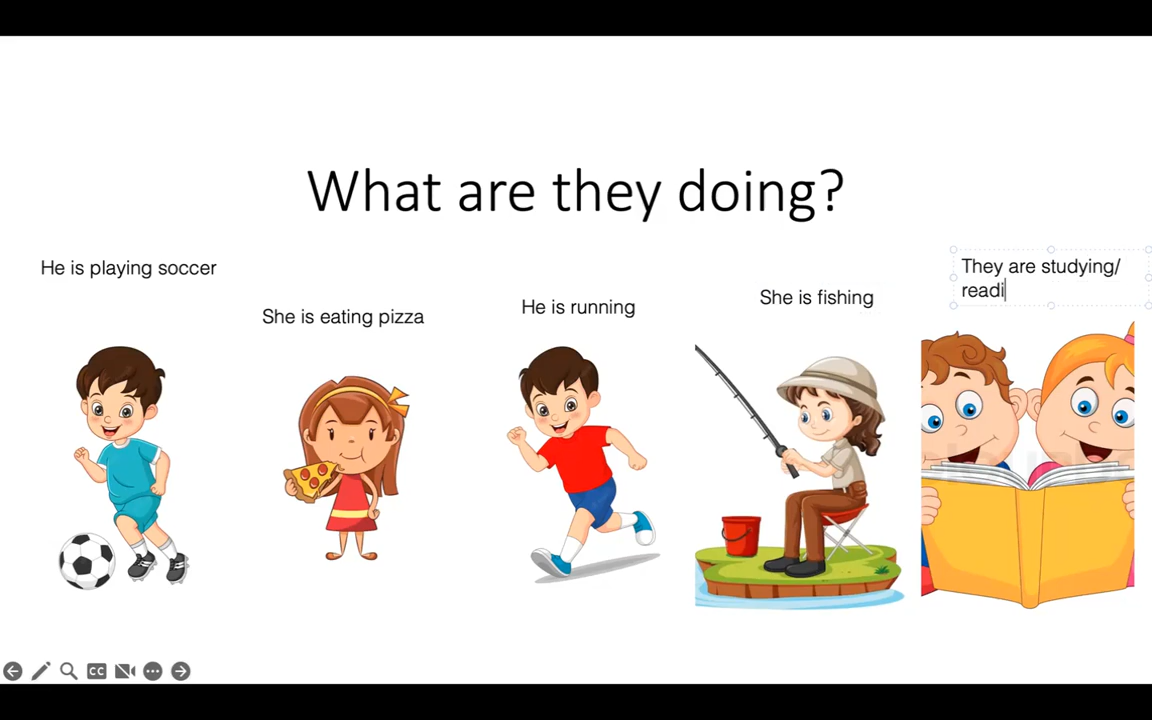 What are they doing?
He is playing soccer
She is eating pizza
He is running
She is fishing
They are studying/
readi
CC